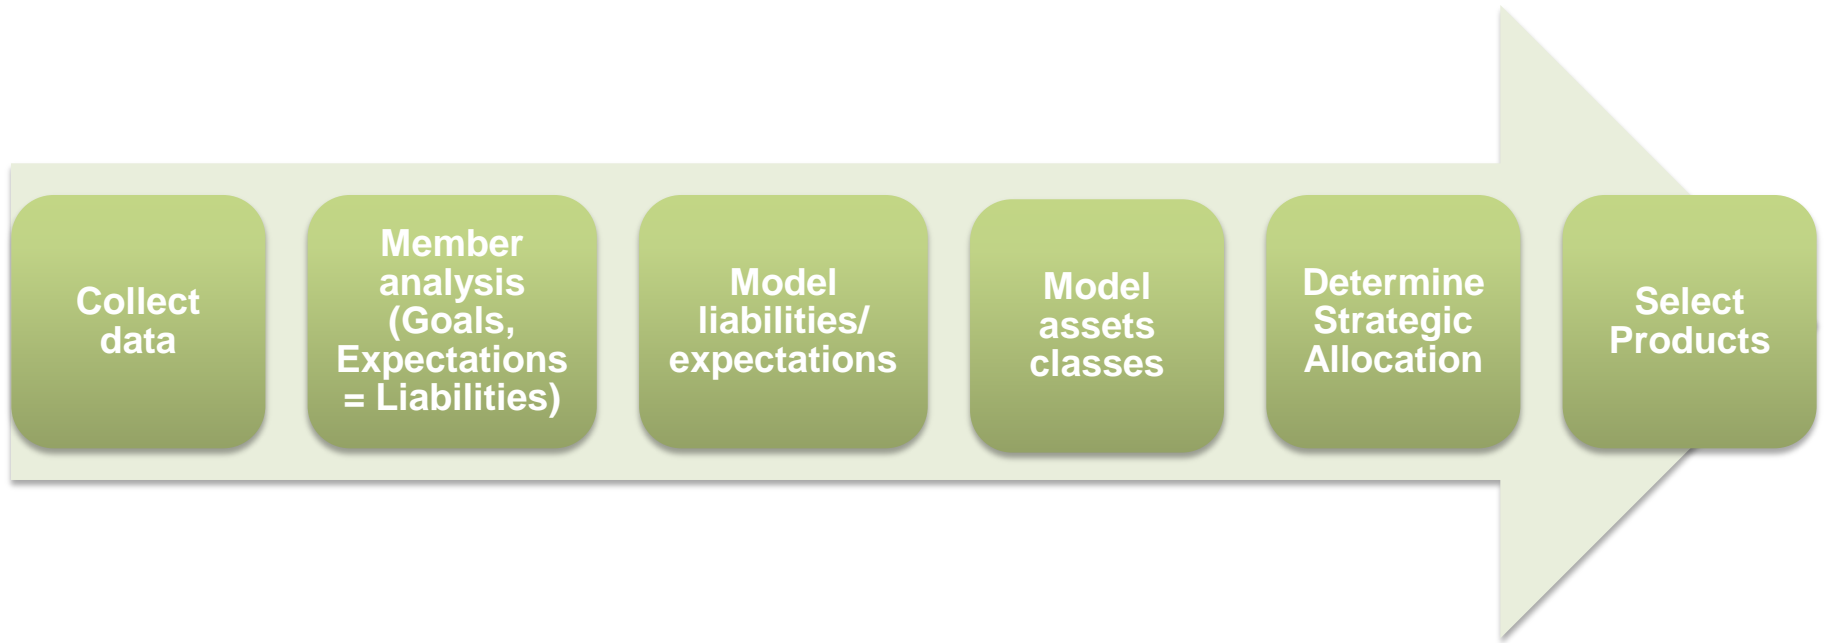 Collect
data
Member
analysis
(Goals,
Expectations
= Liabilities)
Model
liabilities/
expectations
Model
assets
classes
Determine
Strategic
Allocation
Select
Products